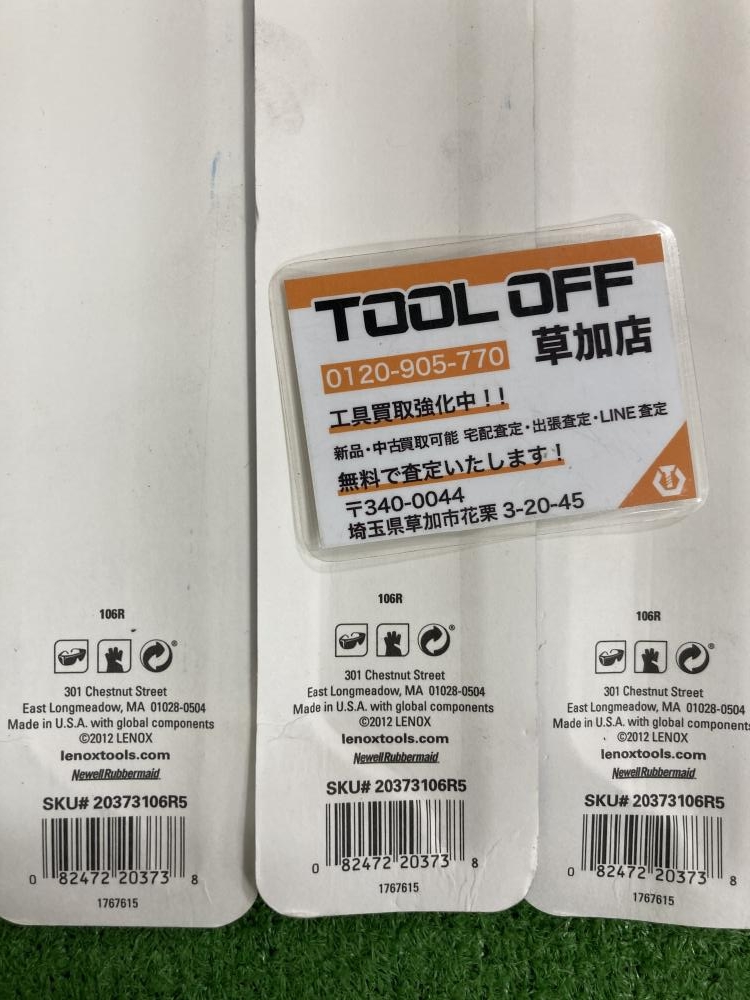 TOOL OFF
草加店
0120-905-770
工具買取強化中！！
新品・中古買取可能 宅配査定・出張査定・LINE査定
無料で査定いたします！
〒340-0044
埼玉県草加市花栗 3-20-45
106R
301 Chestnut Street
East Longmeadow, MA 01028-0504
Made in U.S.A. with global components
©2012 LENOX
lenoxtools.com
NewellRubbermaid
SKU# 20373106R5
0 82472 20373 8
1767615
106R
301 Chestnut Street
East Longmeadow, MA 01028-0504
Made in U.S.A. with global components
©2012 LENOX
lenoxtools.com
NewellRubbermaid
SKU# 20373106R5
0 82472 20373 8
1767615
106R
301 Chestnut Street
East Longmeadow, MA 01028-0504
Made in U.S.A. with global components
©2012 LENOX
lenoxtools.com
NewellRubbermaid
SKU# 20373106R5
0 82472 20373 8
1767615